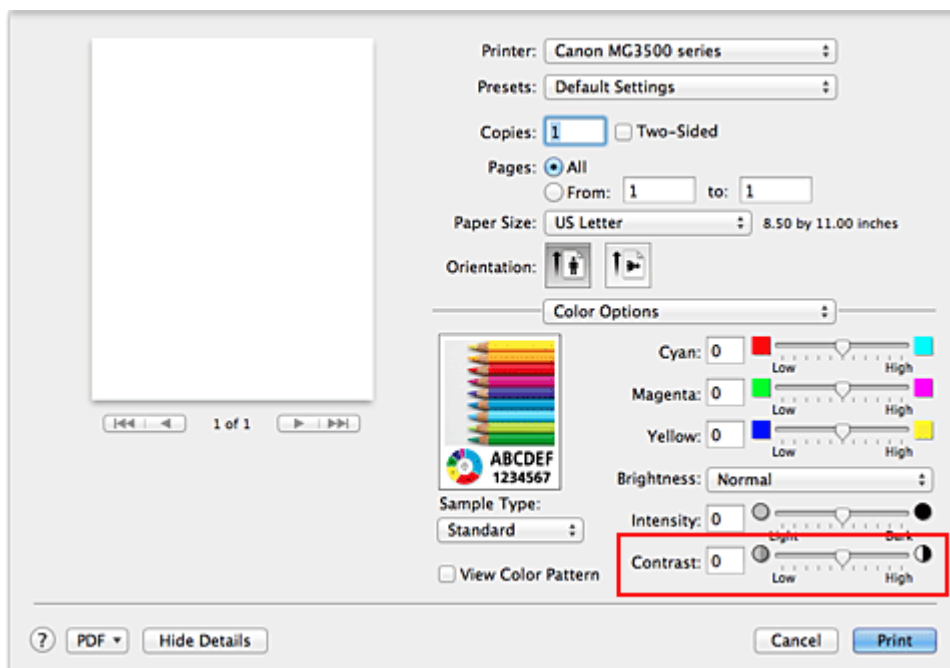 Printer: Canon MG3500 series
Presets: Default Settings
Copies: 1 Two-Sided
Pages: All
From: 1 to: 1
Paper Size: US Letter 8.50 by 11.00 inches
Orientation:
Color Options
1 of 1
ABCDEF
1234567
Sample Type:
Standard
View Color Pattern
Cyan: 0
Low High
Magenta: 0
Low High
Yellow: 0
Low High
Brightness: Normal
Intensity: 0
Light Dark
Contrast: 0
Low High
? PDF Hide Details Cancel Print